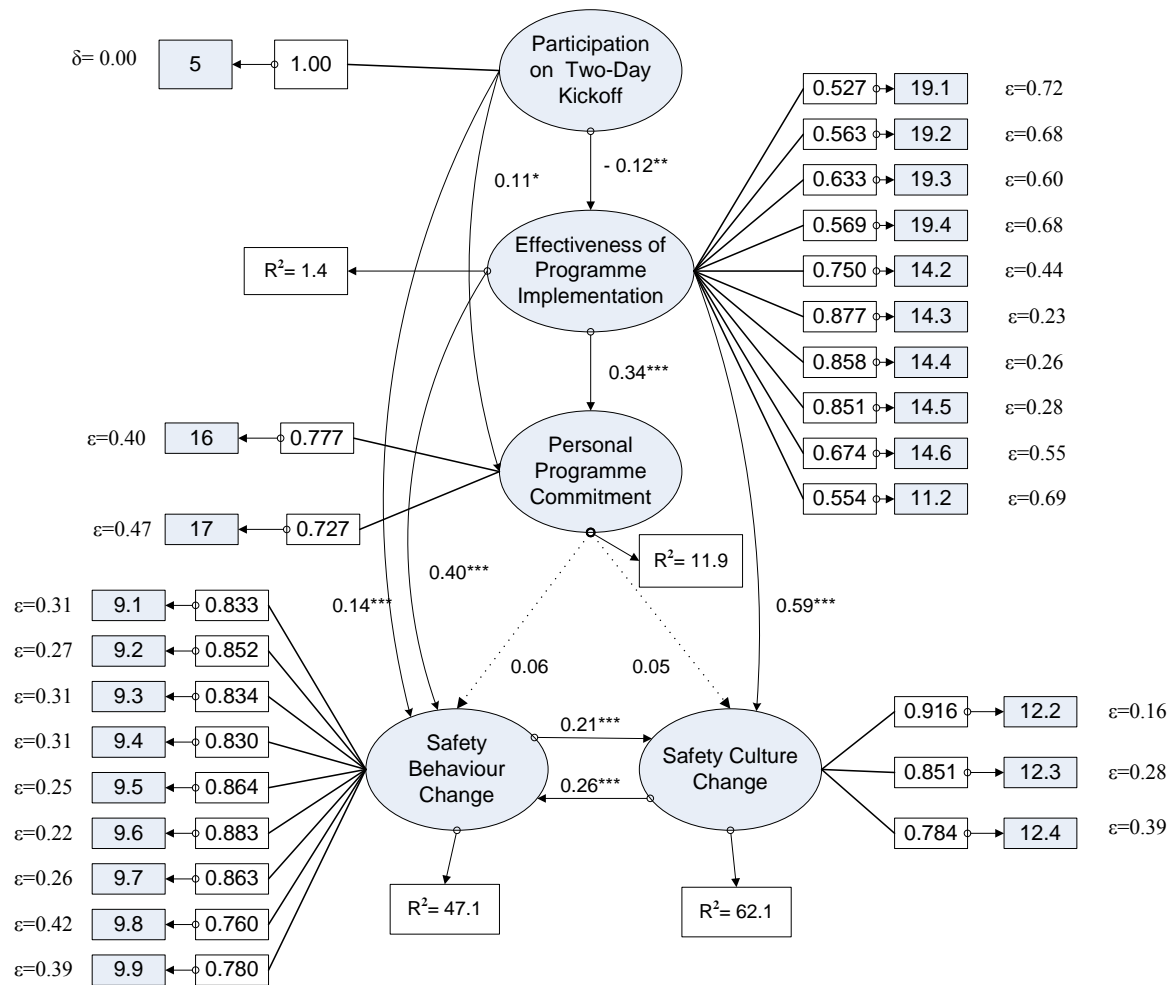 Participation
on Two-Day
Kickoff
δ= 0.00
5
1.00
0.527
19.1
ε=0.72
0.563
19.2
ε=0.68
0.633
19.3
ε=0.60
0.569
19.4
ε=0.68
0.750
14.2
ε=0.44
0.877
14.3
ε=0.23
0.858
14.4
ε=0.26
0.851
14.5
ε=0.28
0.674
14.6
ε=0.55
0.554
11.2
ε=0.69
0.11*
- 0.12**
Effectiveness of
Programme
Implementation
R²= 1.4
0.34***
ε=0.40
16
0.777
Personal
Programme
Commitment
ε=0.47
17
0.727
R²= 11.9
0.40***
0.14***
0.59***
0.06
0.05
ε=0.31
9.1
0.833
ε=0.27
9.2
0.852
ε=0.31
9.3
0.834
ε=0.31
9.4
0.830
ε=0.25
9.5
0.864
ε=0.22
9.6
0.883
ε=0.26
9.7
0.863
ε=0.42
9.8
0.760
ε=0.39
9.9
0.780
Safety
Behaviour
Change
0.21***
0.26***
Safety Culture
Change
0.916
12.2
ε=0.16
0.851
12.3
ε=0.28
0.784
12.4
ε=0.39
R²= 47.1
R²= 62.1